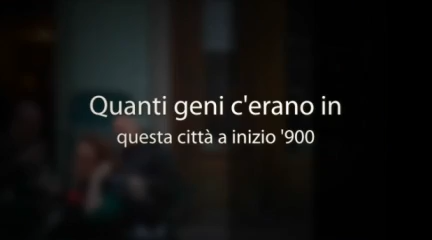 Quanti geni c'erano in
questa città a inizio '900